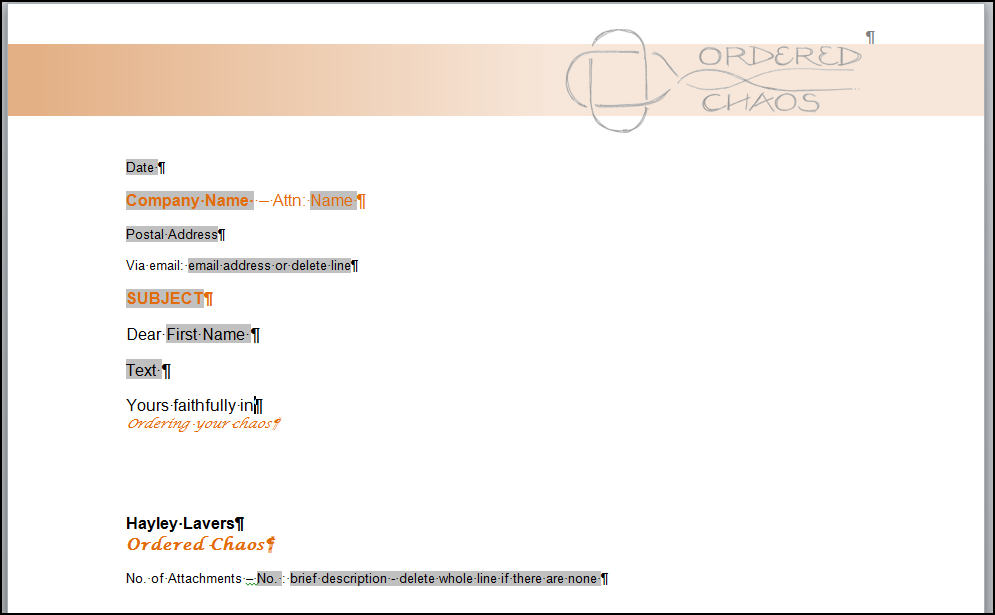 ORDERED
CHAOS
Date
Company Name – Attn: Name
Postal Address
Via email: email address or delete line
SUBJECT
Dear First Name
Text
Yours faithfully in
Ordering your chaos
Hayley Lavers
Ordered Chaos
No. of Attachments – No. : brief description - delete whole line if there are none